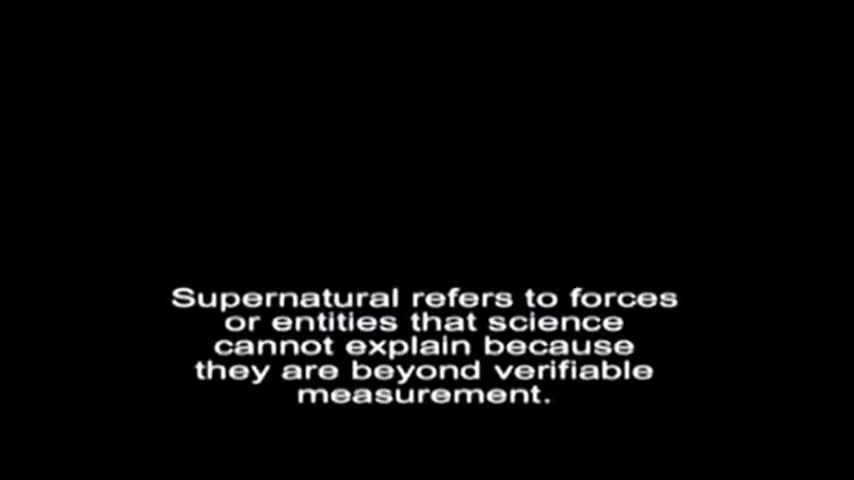 Supernatural refers to forces
or entities that science
cannot explain because
they are beyond verifiable
measurement.